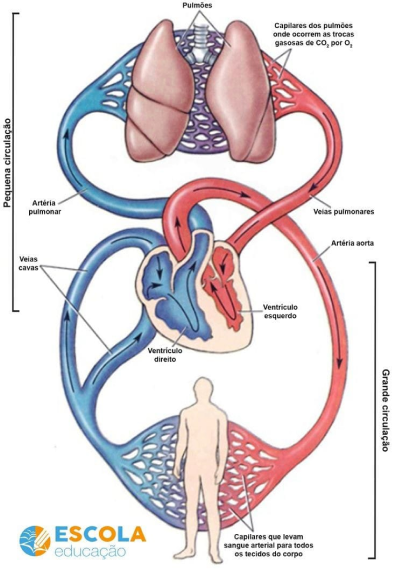 Pulmões
Capilares dos pulmões
onde ocorrem as trocas
gasosas de CO2 por O2
Pequena circulação
Artéria
pulmonar
Veias pulmonares
Artéria aorta
Veias
cavas
Ventrículo
esquerdo
Ventrículo
direito
Grande circulação
Capilares que levam
sangue arterial para todos
os tecidos do corpo
ESCOLA
educação